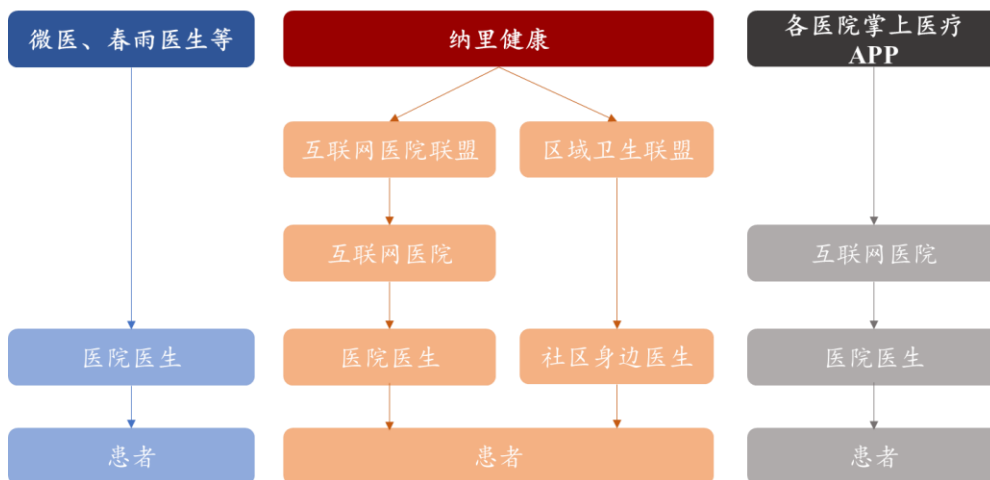 微医、春雨医生等
纳里健康
各医院掌上医疗
APP
互联网医院联盟
区域卫生联盟
互联网医院
互联网医院
医院医生
医院医生
社区身边医生
医院医生
患者
患者
患者